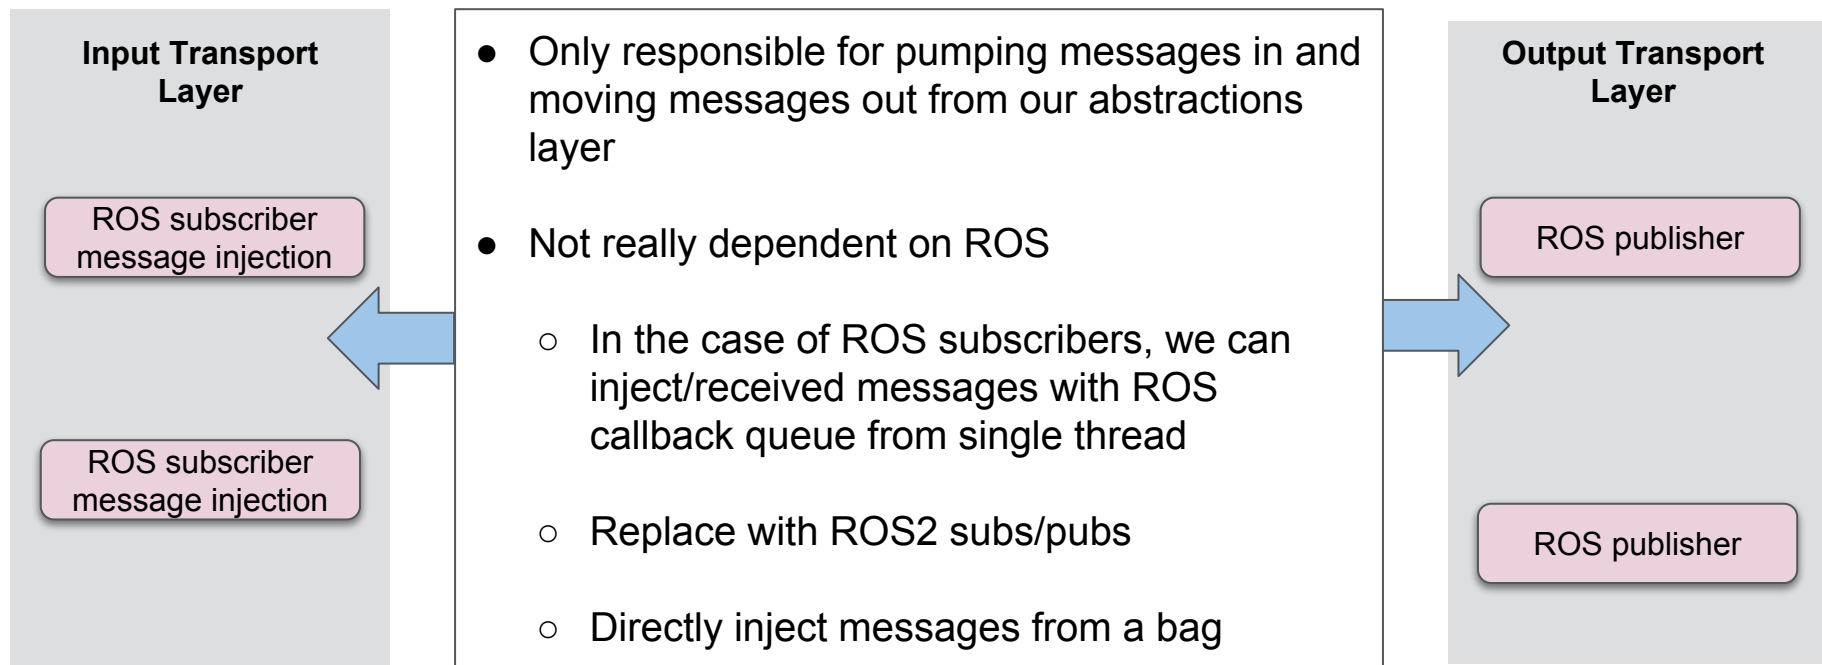 Input Transport
Layer
ROS subscriber
message injection
ROS subscriber
message injection
● Only responsible for pumping messages in and
moving messages out from our abstractions
layer
● Not really dependent on ROS
○ In the case of ROS subscribers, we can
inject/received messages with ROS
callback queue from single thread
○ Replace with ROS2 subs/pubs
○ Directly inject messages from a bag
Output Transport
Layer
ROS publisher
ROS publisher